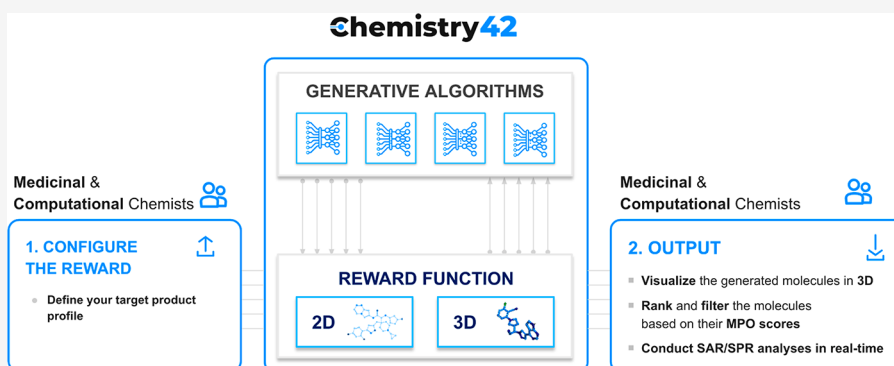 Chemistry42
GENERATIVE ALGORITHMS
Medicinal &
Computational Chemists
1. CONFIGURE
THE REWARD
Define your target product
profile
REWARD FUNCTION
2D
3D
Medicinal &
Computational Chemists
2. OUTPUT
Visualize the generated molecules in 3D
Rank and filter the molecules
based on their MPO scores
Conduct SAR/SPR analyses in real-time